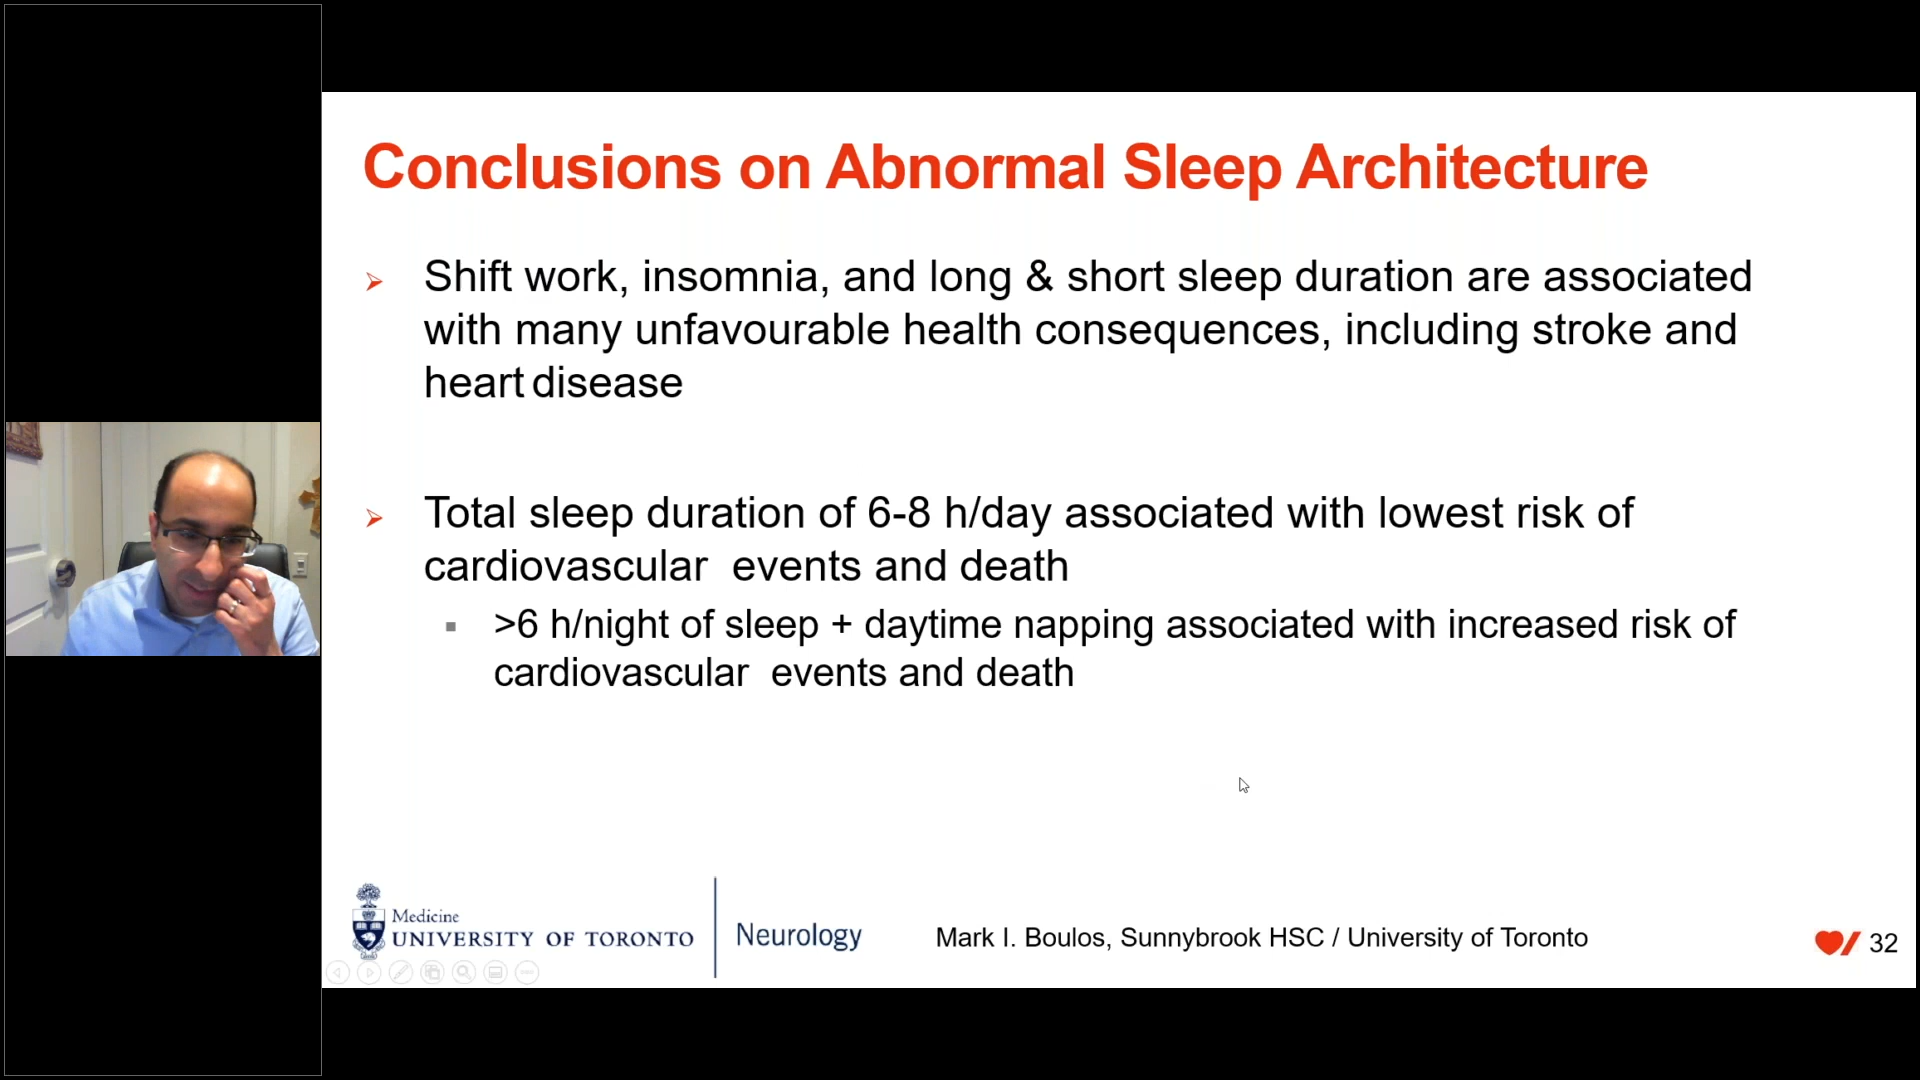 Conclusions on Abnormal Sleep Architecture
Shift work, insomnia, and long & short sleep duration are associated
with many unfavourable health consequences, including stroke and
heart disease
Total sleep duration of 6-8 h/day associated with lowest risk of
cardiovascular events and death
>6 h/night of sleep + daytime napping associated with increased risk of
cardiovascular events and death
Medicine
UNIVERSITY OF TORONTO
Neurology
Mark I. Boulos, Sunnybrook HSC / University of Toronto
32